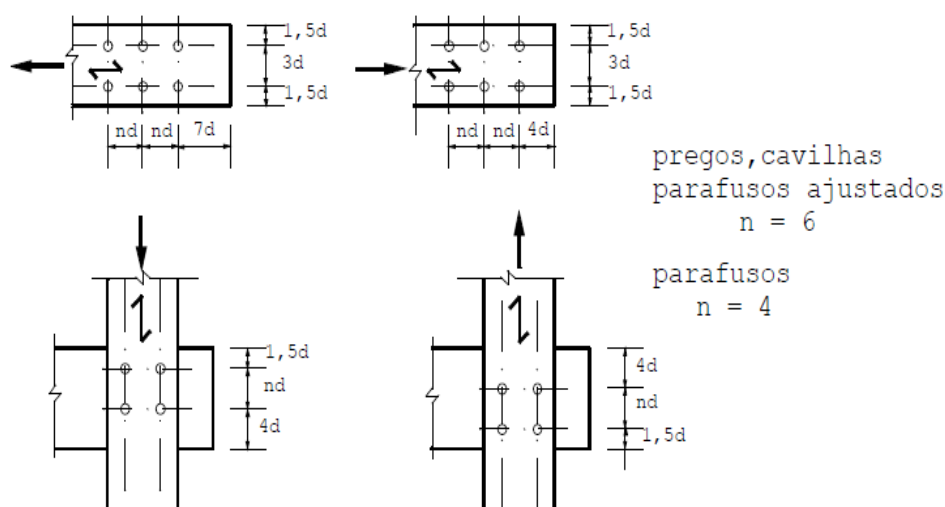 1,5d
3d
1,5d
nd nd 7d
1,5d
3d
1,5d
nd nd 4d
pregos,cavilhas
parafusos ajustados
n = 6
parafusos
n = 4
1,5d
nd
4d
4d
nd
1,5d